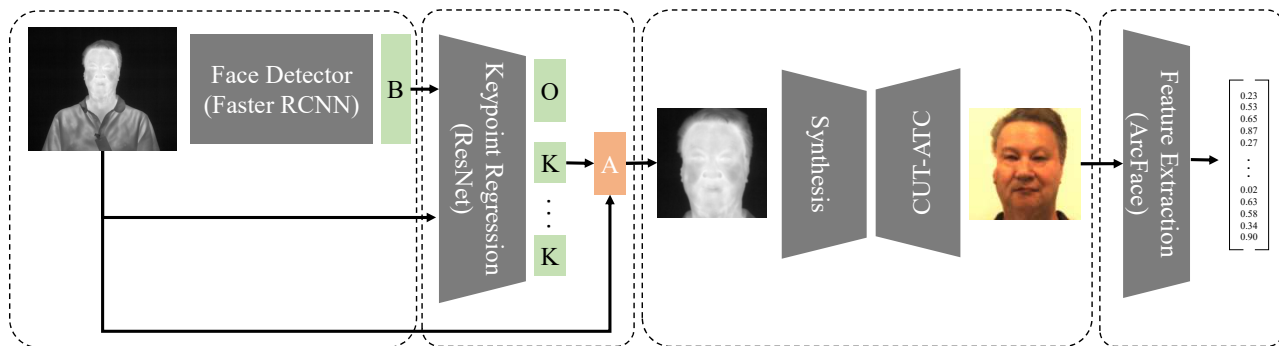 Face Detector
(Faster RCNN)
B
Keypoint Regression
(ResNet)
O
K
K
A
Synthesis
CUT-ATC
Feature Extraction
(ArcFace)
0.23
0.53
0.65
0.87
0.27
.
.
.
.
0.02
0.63
0.58
0.34
0.90